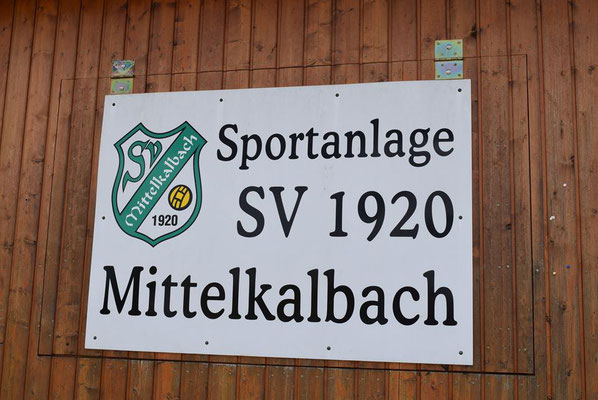 SV
Mittelkalbach
1920
Sportanlage
SV 1920
Mittelkalbach